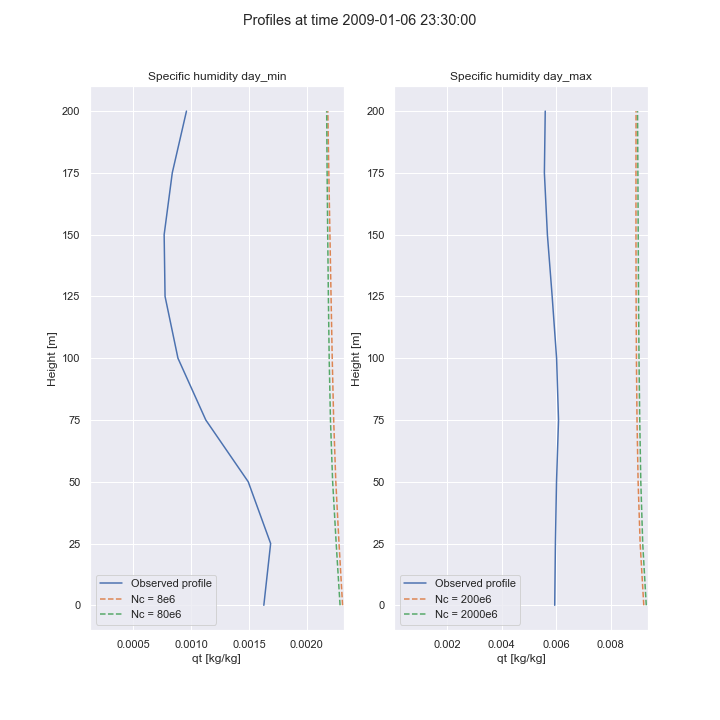 Profiles at time 2009-01-06 23:30:00
Specific humidity day_min
200
175
150
125
100
75
50
25
0
Height [m]
Observed profile
Nc = 8e6
Nc = 80e6
0.0005 0.0010 0.0015 0.0020
qt [kg/kg]
Specific humidity day_max
200
175
150
125
100
75
50
25
0
Height [m]
Observed profile
Nc = 200e6
Nc = 2000e6
0.002 0.004 0.006 0.008
qt [kg/kg]